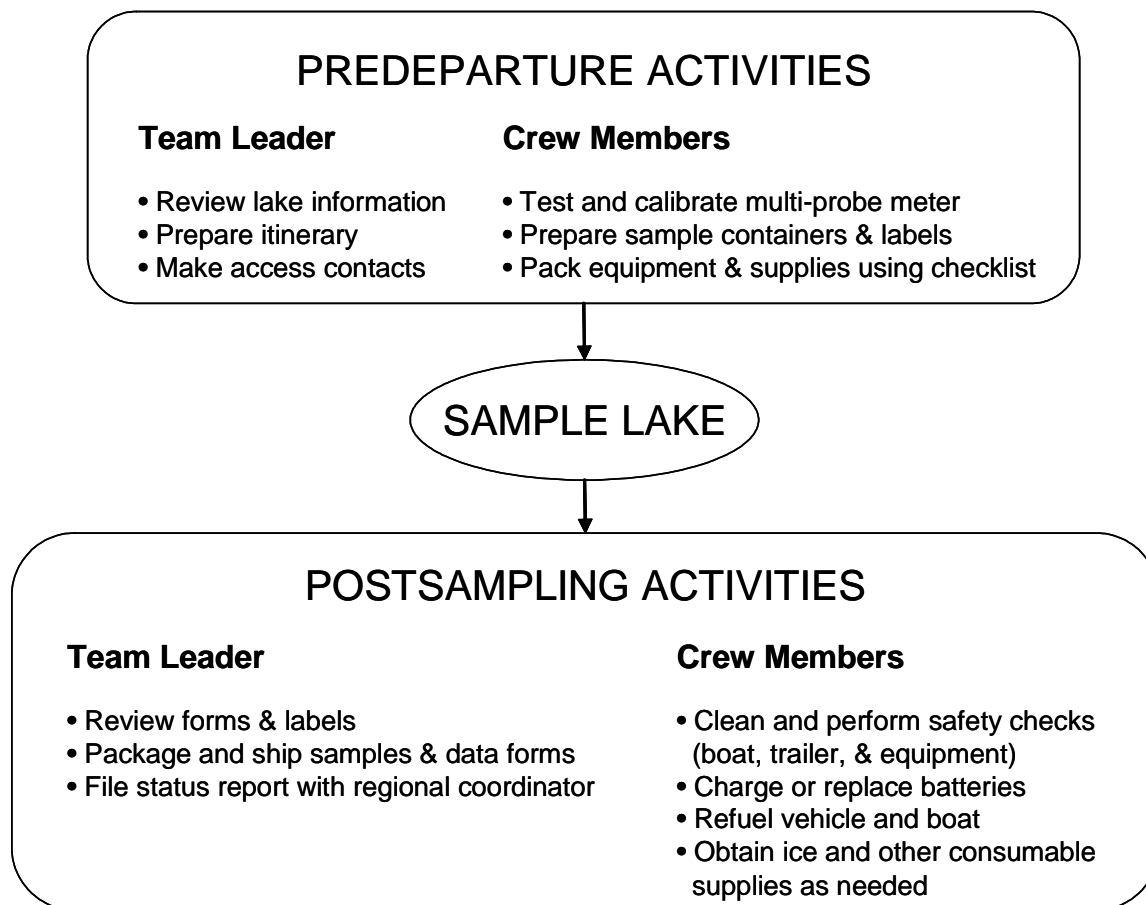 PREDEPARTURE ACTIVITIES
Team Leader
• Review lake information
• Prepare itinerary
• Make access contacts
Crew Members
• Test and calibrate multi-probe meter
• Prepare sample containers & labels
• Pack equipment & supplies using checklist
SAMPLE LAKE
POSTSAMPLING ACTIVITIES
Team Leader
• Review forms & labels
• Package and ship samples & data forms
• File status report with regional coordinator
Crew Members
• Clean and perform safety checks
(boat, trailer, & equipment)
• Charge or replace batteries
• Refuel vehicle and boat
• Obtain ice and other consumable
supplies as needed